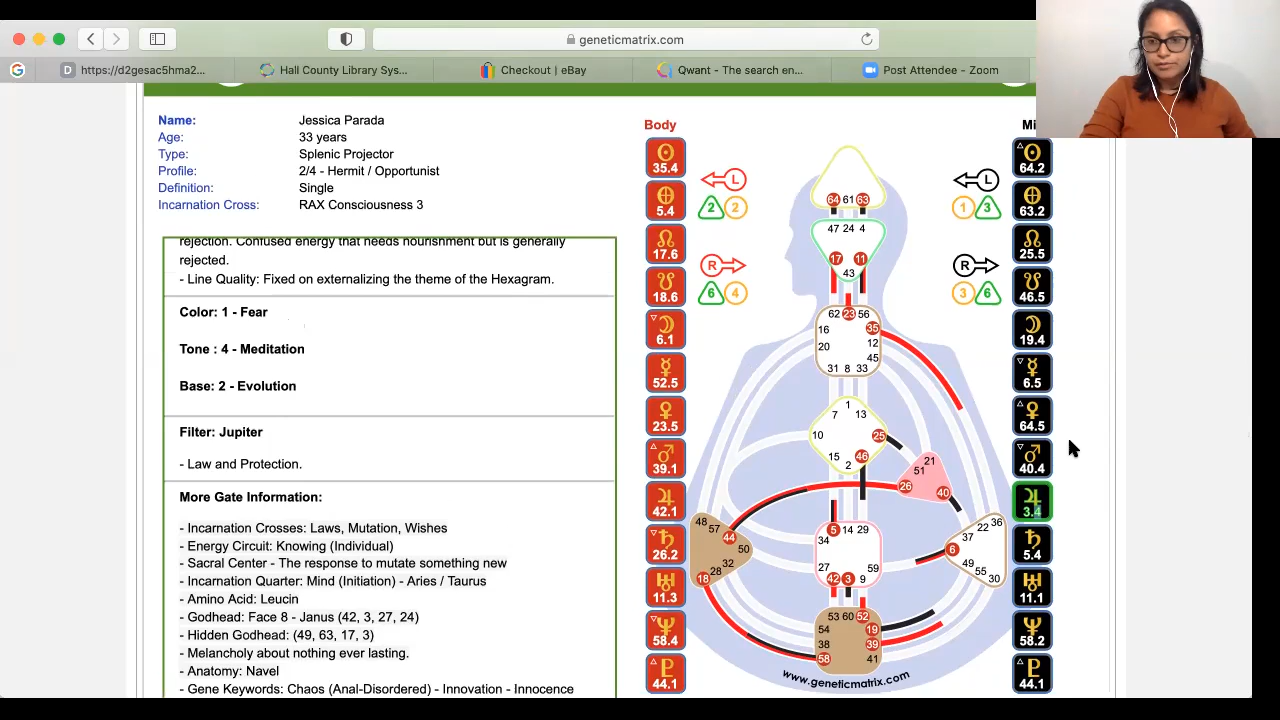 geneticmatrix.com
https://d2gesac5hma2...
Hall County Library Sys...
Checkout | eBay
Qwant - The search en...
Post Attendee - Zoom
Name: Jessica Parada
Age: 33 years
Type: Splenic Projector
Profile: 2/4 - Hermit / Opportunist
Definition: Single
Incarnation Cross: RAX Consciousness 3
rejection. Confused energy that needs nourishment but is generally
rejected.
- Line Quality: Fixed on externalizing the theme of the Hexagram.
Color: 1 - Fear
Tone : 4 - Meditation
Base: 2 - Evolution
Filter: Jupiter
- Law and Protection.
More Gate Information:
- Incarnation Crosses: Laws, Mutation, Wishes
- Energy Circuit: Knowing (Individual)
- Sacral Center - The response to mutate something new
- Incarnation Quarter: Mind (Initiation) - Aries / Taurus
- Amino Acid: Leucin
- Godhead: Face 8 - Janus (42, 3, 27, 24)
- Hidden Godhead: (49, 63, 17, 3)
- Melancholy about nothing ever lasting.
- Anatomy: Navel
- Gene Keywords: Chaos (Anal-Disordered) - Innovation - Innocence
Body
35.4
5.4
17.6
18.6
6.1
52.5
23.5
39.1
42.1
26.2
11.3
58.4
44.1
L
2 2
R
6 4
64 61 63
47 24 4
17 11
43
62 23 56
16 35
20 12
45
31 8 33
1
7 13
10 25
15 46
2
21
51
26 40
48 57
44
50
32
28
18
5 14 29
34
27 59
42 3 9
36
22
37
6
49
55
30
53 60 52
54 19
38 39
58 41
www.geneticmatrix.com
L
1 3
R
3 6
Mi
64.2
63.2
25.5
46.5
19.4
6.5
64.5
40.4
3.4
5.4
11.1
58.2
44.1